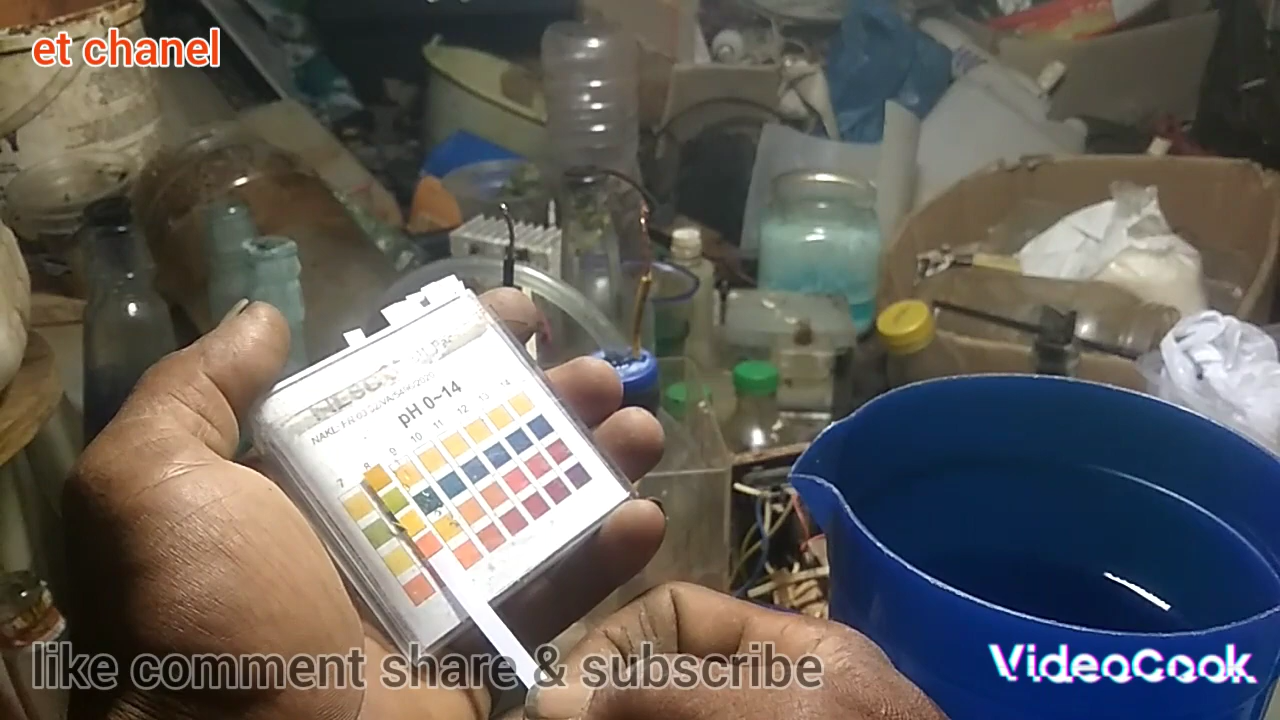 et chanel
pH 0~14
7 8 9 10 11 12 13 14
like comment share & subscribe
VideoCook